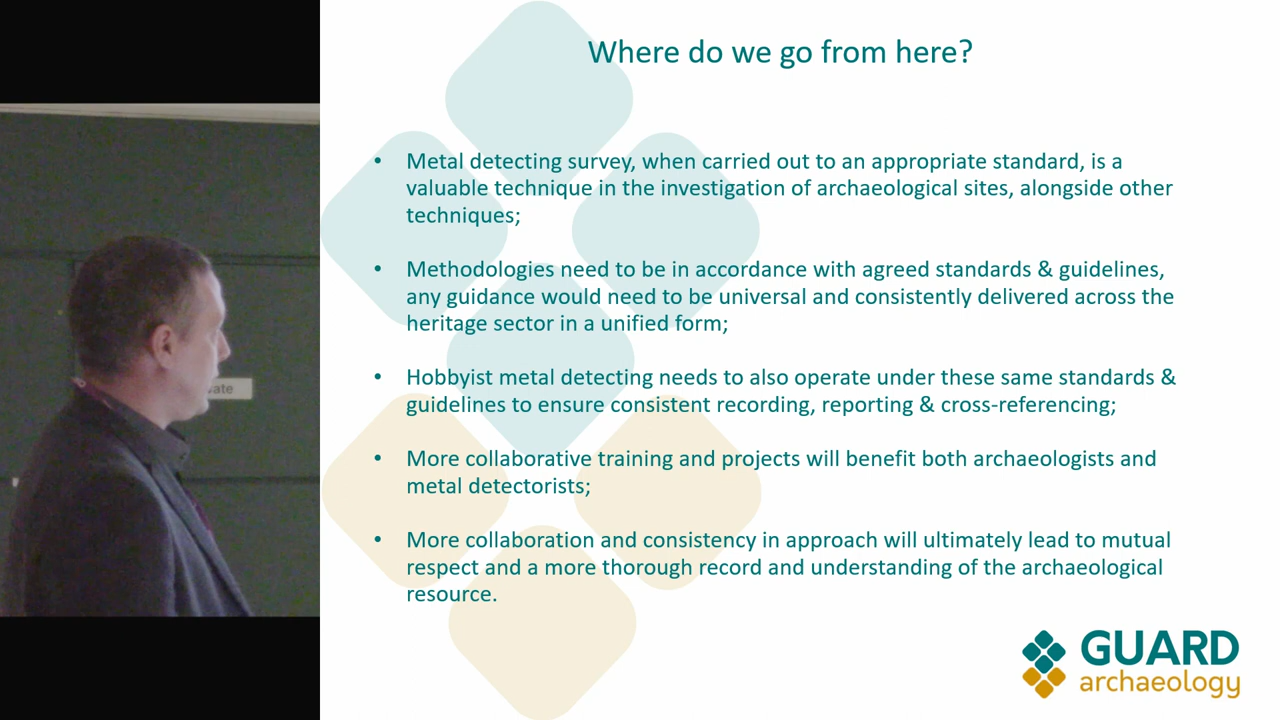 Where do we go from here?
• Metal detecting survey, when carried out to an appropriate standard, is a
valuable technique in the investigation of archaeological sites, alongside other
techniques;
• Methodologies need to be in accordance with agreed standards & guidelines,
any guidance would need to be universal and consistently delivered across the
heritage sector in a unified form;
• Hobbyist metal detecting needs to also operate under these same standards &
guidelines to ensure consistent recording, reporting & cross-referencing;
• More collaborative training and projects will benefit both archaeologists and
metal detectorists;
• More collaboration and consistency in approach will ultimately lead to mutual
respect and a more thorough record and understanding of the archaeological
resource.
GUARD
archaeology